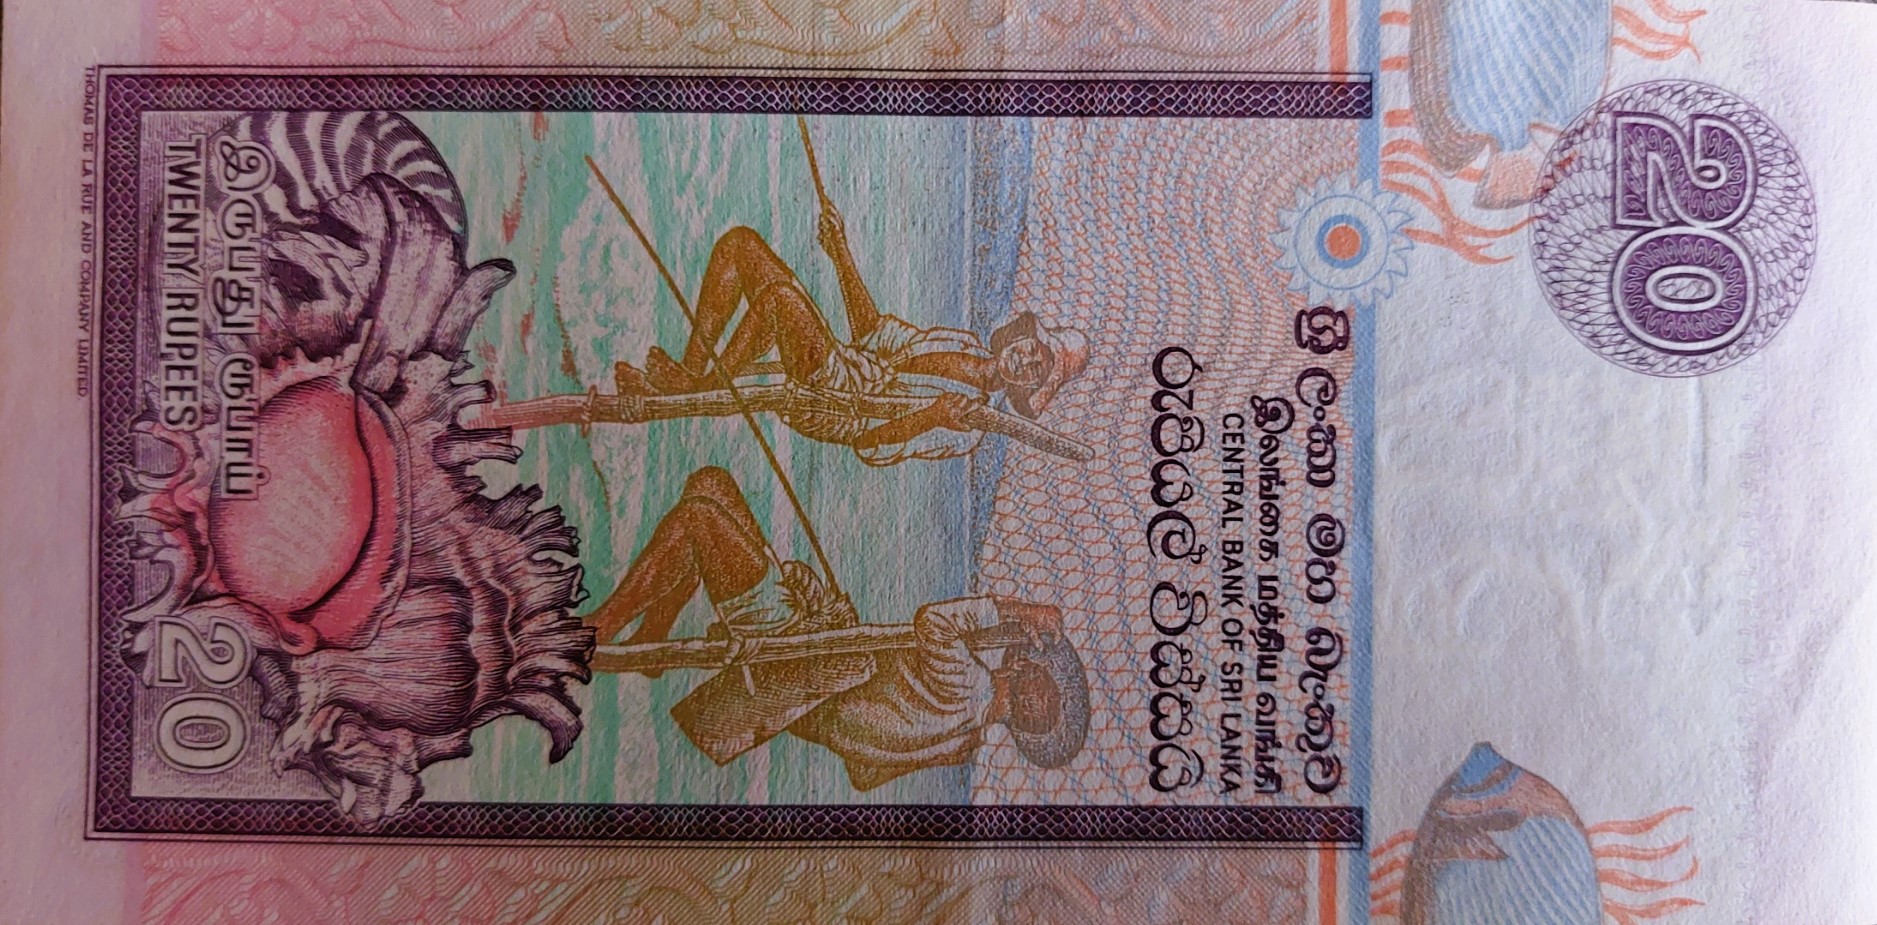 20
ශ්‍රී ලංකා මහ බැංකුව
இலங்கை மத்திய வங்கி
CENTRAL BANK OF SRI LANKA
රුපියල් විස්සයි
இருபது ரூபாய்
TWENTY RUPEES
20
THOMAS DE LA RUE AND COMPANY LIMITED.